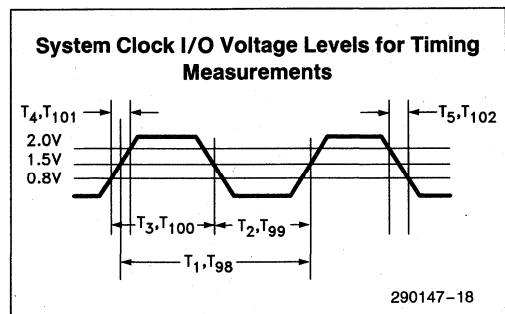 System Clock I/O Voltage Levels for Timing
Measurements
T4,T101
T5,T102
2.0V
1.5V
0.8V
T3,T100
T2,T99
T1,T98
290147-18